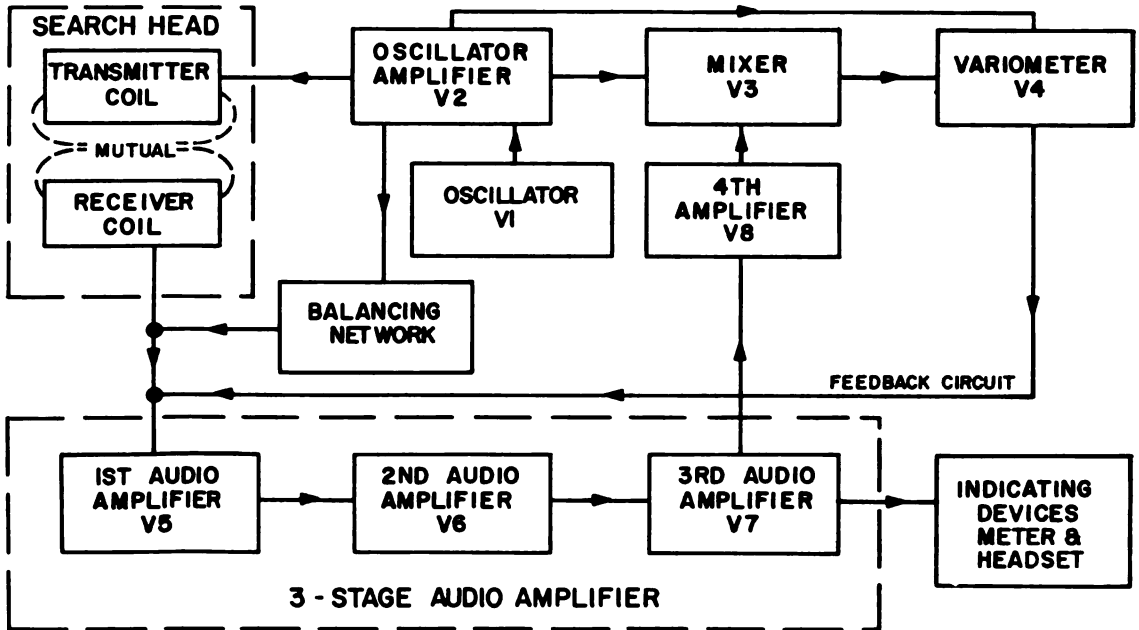 SEARCH HEAD
TRANSMITTER
COIL
= MUTUAL =
RECEIVER
COIL
OSCILLATOR
AMPLIFIER
V2
MIXER
V3
VARIOMETER
V4
OSCILLATOR
V1
4TH
AMPLIFIER
V8
BALANCING
NETWORK
FEEDBACK CIRCUIT
1ST AUDIO
AMPLIFIER
V5
2ND AUDIO
AMPLIFIER
V6
3RD AUDIO
AMPLIFIER
V7
INDICATING
DEVICES
METER &
HEADSET
3 - STAGE AUDIO AMPLIFIER